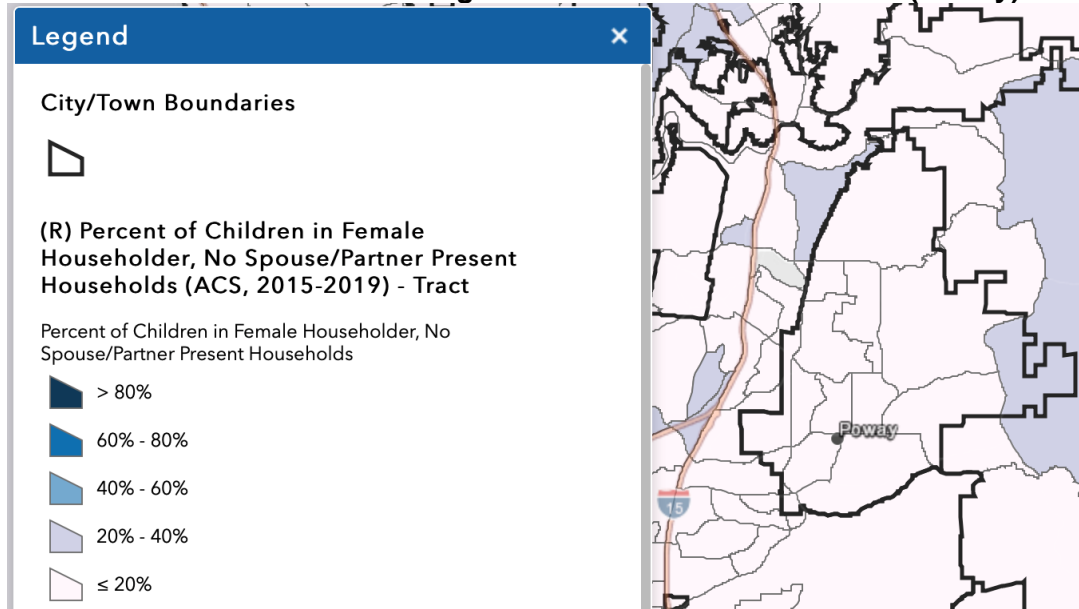 Legend
City/Town Boundaries
(R) Percent of Children in Female
Householder, No Spouse/Partner Present
Households (ACS, 2015-2019) - Tract
Percent of Children in Female Householder, No
Spouse/Partner Present Households
> 80%
60% - 80%
40% - 60%
20% - 40%
≤ 20%
Poway
15